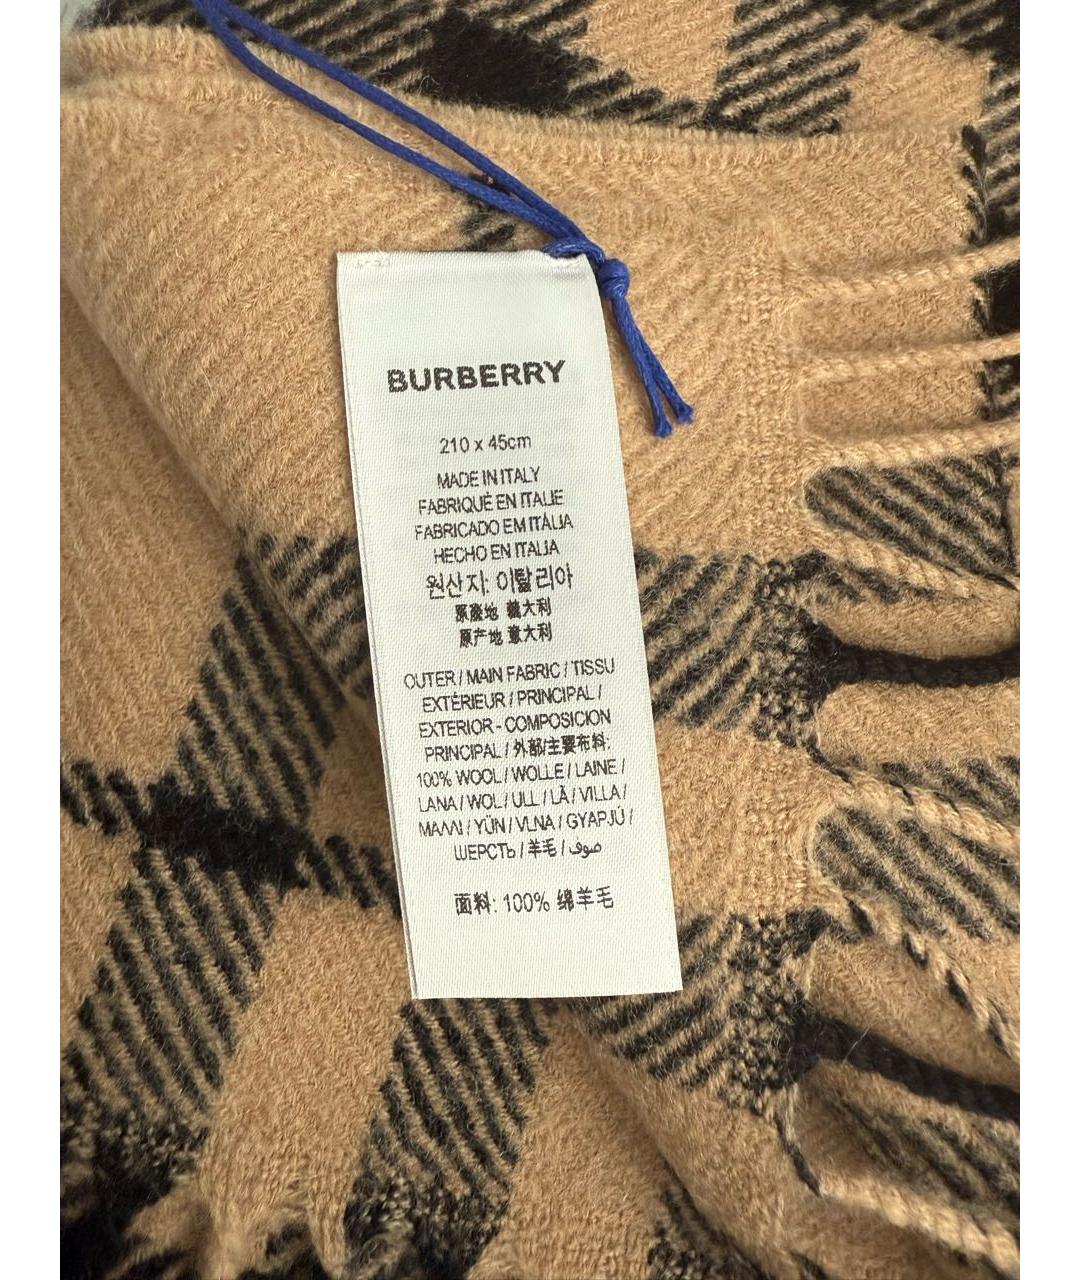 BURBERRY
210 x 45cm
MADE IN ITALY
FABRIQUÉ EN ITALIE
FABRICADO EM ITÁLIA
HECHO EN ITALIA
원산지: 이탈리아
原產地 義大利
原产地 意大利
OUTER / MAIN FABRIC / TISSU
EXTÉRIEUR / PRINCIPAL /
EXTERIOR - COMPOSICION
PRINCIPAL / 外部/主要布料:
100% WOOL / WOLLE / LAINE /
LANA / WOL / ULL / LÃ / VILLA /
ΜΑΛΛΙ / YÜN / VLNA / GYAPJÚ /
ШЕРСТЬ / 羊毛 / صوف
面料: 100% 绵羊毛